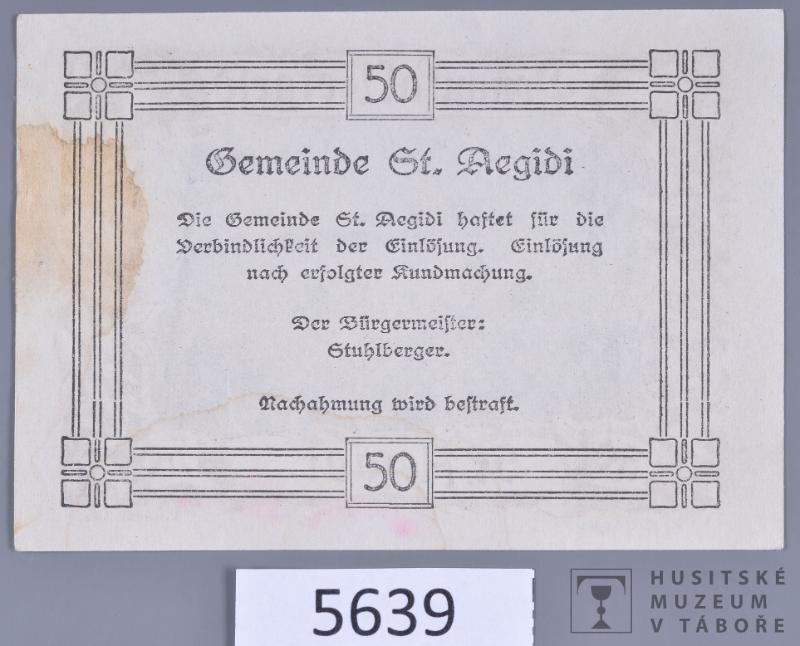 50
Gemeinde St. Aegidi
Die Gemeinde St. Aegidi haftet für die
Verbindlichkeit der Einlösung. Einlösung
nach erfolgter Kundmachung.
Der Bürgermeister:
Stuhlberger.
Nachahmung wird bestraft.
50
5639
HUSITSKÉ
MUZEUM
V TÁBOŘE